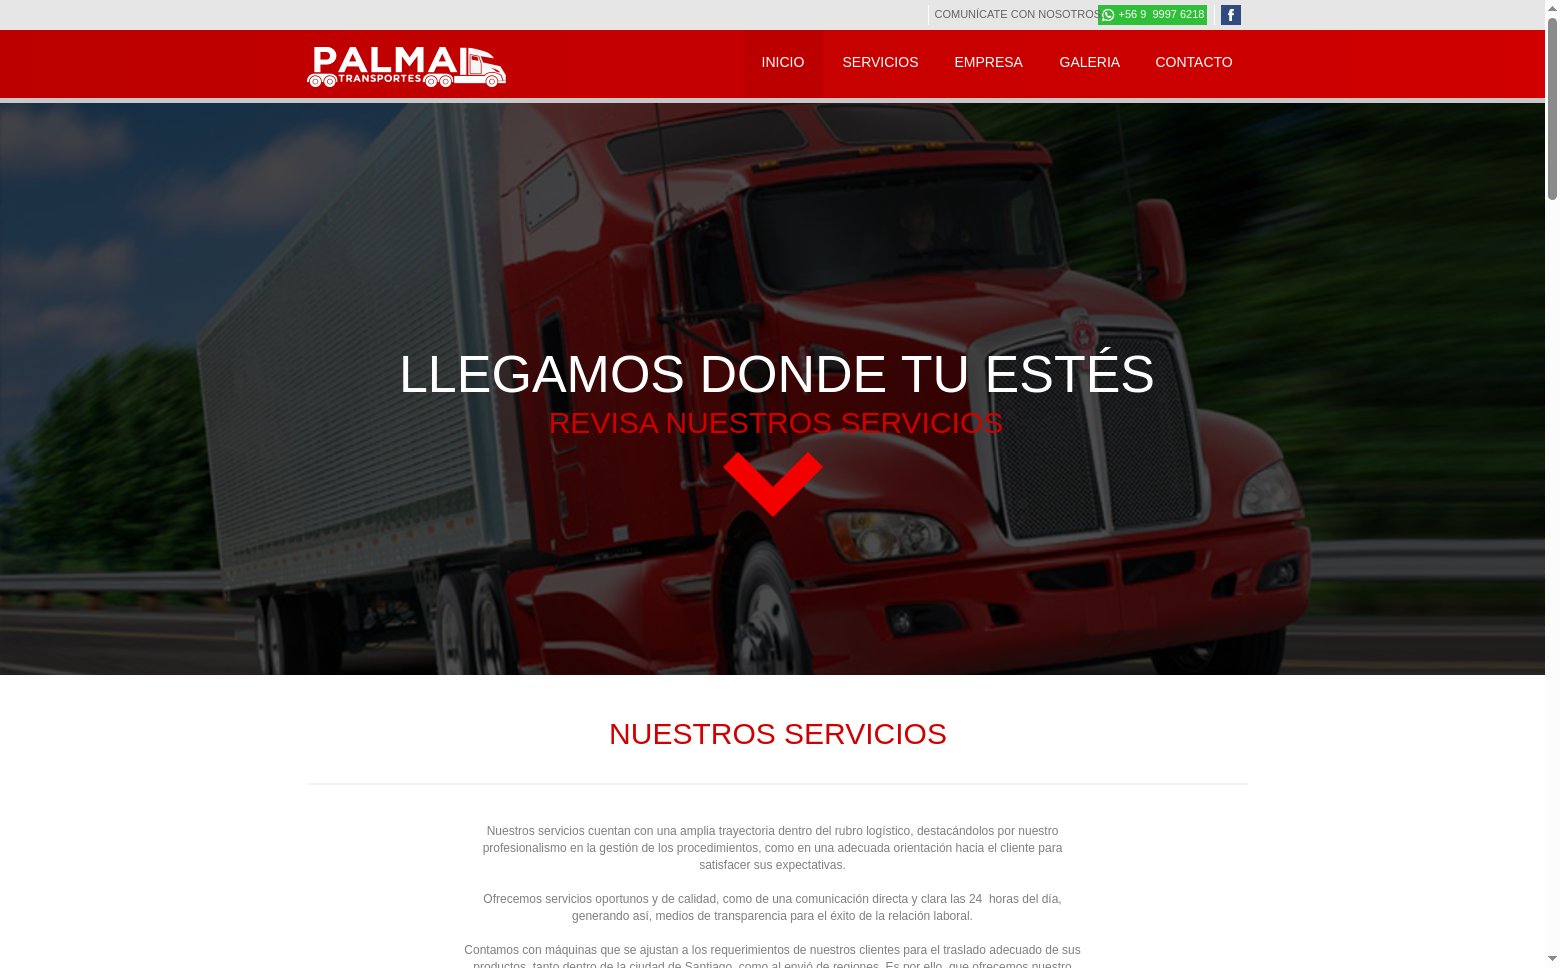 COMUNÍCATE CON NOSOTROS
+56 9  9997 6218
PALMA
TRANSPORTES
INICIO
SERVICIOS
EMPRESA
GALERIA
CONTACTO
LLEGAMOS DONDE TU ESTÉS
REVISA NUESTROS SERVICIOS
NUESTROS SERVICIOS
Nuestros servicios cuentan con una amplia trayectoria dentro del rubro logístico, destacándolos por nuestro
profesionalismo en la gestión de los procedimientos, como en una adecuada orientación hacia el cliente para
satisfacer sus expectativas.
Ofrecemos servicios oportunos y de calidad, como de una comunicación directa y clara las 24  horas del día,
generando así, medios de transparencia para el éxito de la relación laboral.
Contamos con máquinas que se ajustan a los requerimientos de nuestros clientes para el traslado adecuado de sus
productos, tanto dentro de la ciudad de Santiago, como al envió de regiones. Es por ello, que ofrecemos nuestro